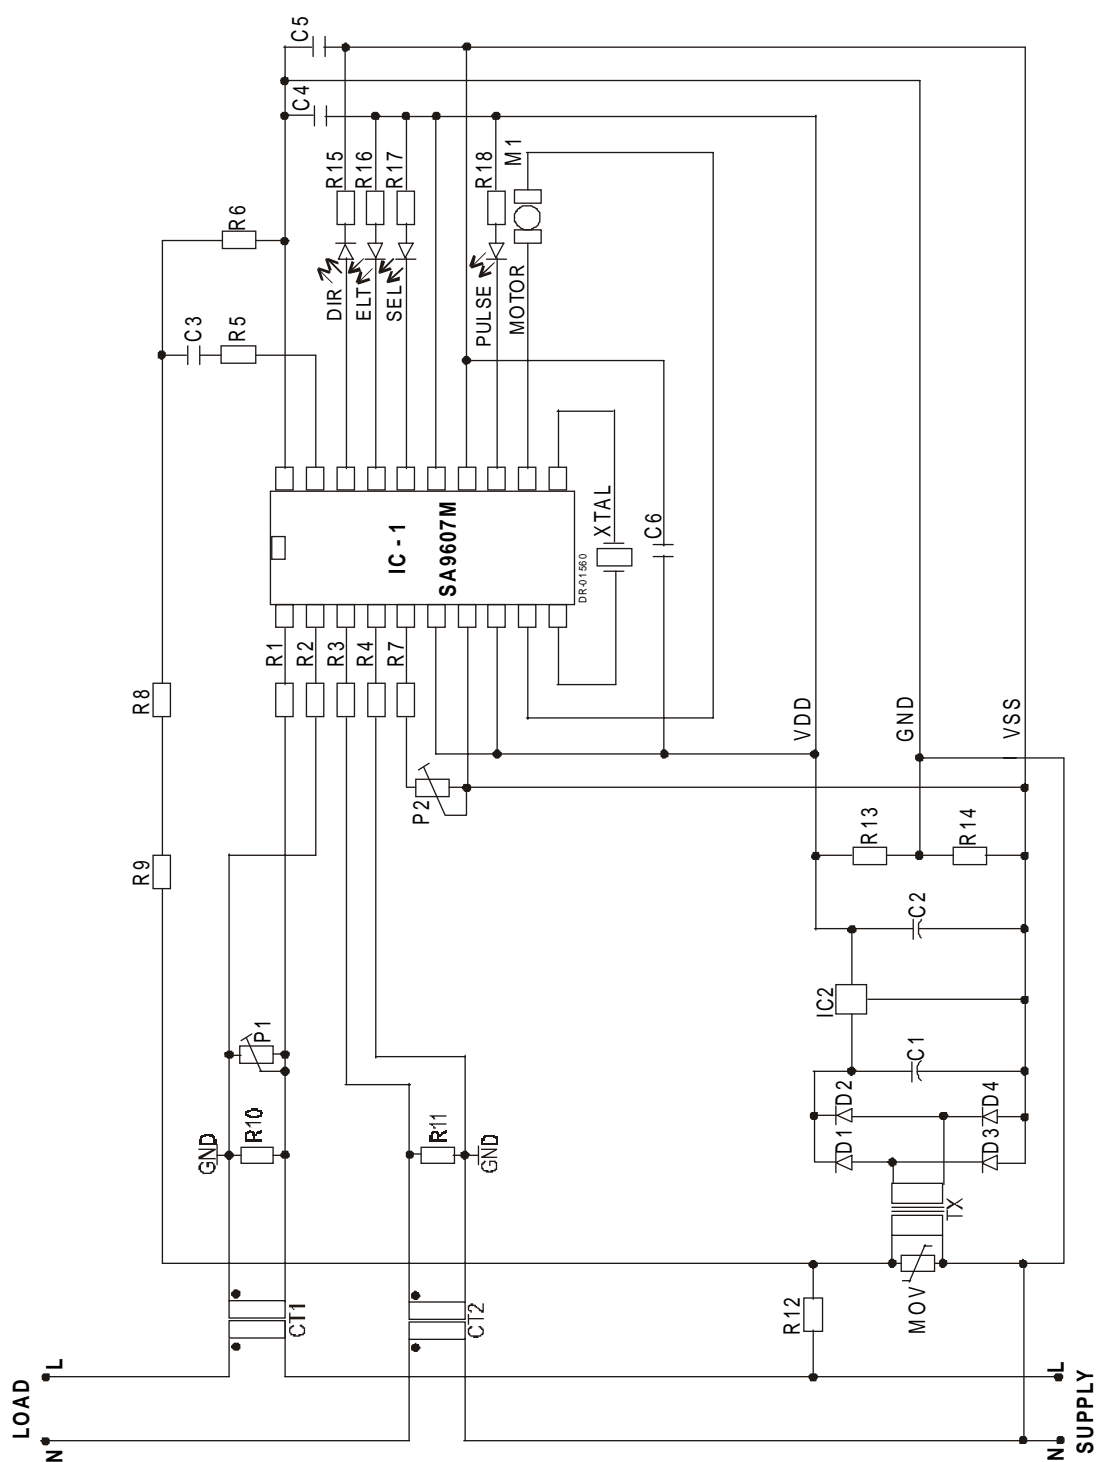 C5
C4
R15
R16
R17
R18
M1
R6
C3
R5
DIR
ELT
SEL
PULSE
MOTOR
IC - 1
SA9607M
DR-01560
XTAL
C6
R1
R2
R3
R4
R7
R8
R9
P2
VDD
GND
VSS
R13
R14
C2
IC2
C1
D2
D4
D1
D3
P1
GND
R10
R11
GND
TX
MOV
R12
CT1
CT2
LOAD
L
N
L
N
SUPPLY